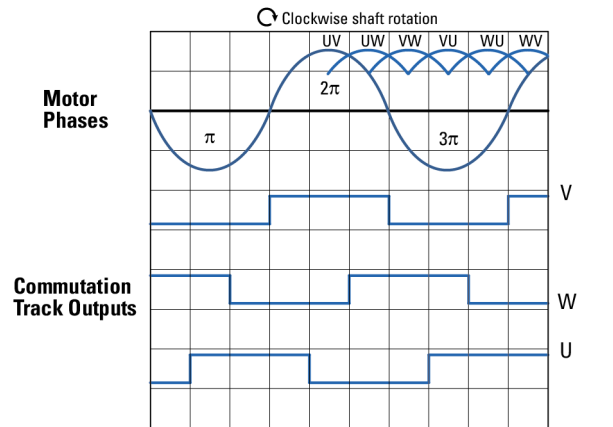 Clockwise shaft rotation
UV UW VW VU WU WV
2π
Motor
Phases
π
3π
V
Commutation
Track Outputs
W
U